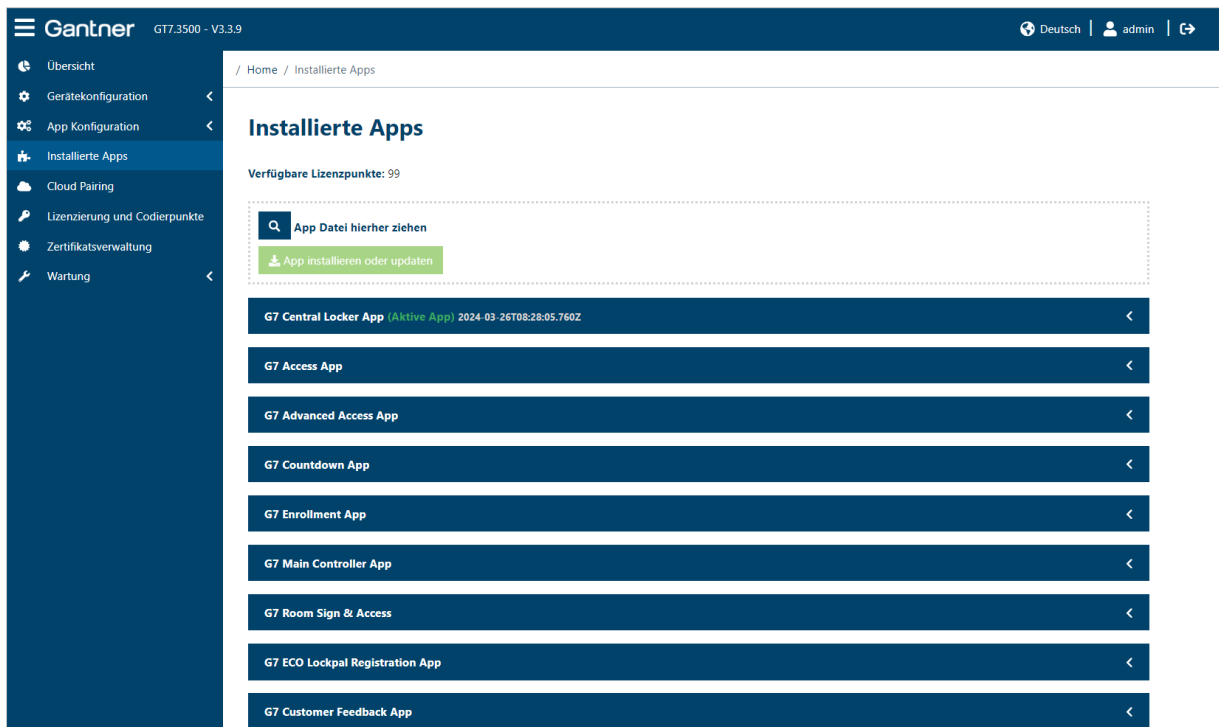 Gantner GT7.3500 - V3.3.9
Deutsch admin
Übersicht
Gerätekonfiguration
App Konfiguration
Installierte Apps
Cloud Pairing
Lizenzierung und Codierpunkte
Zertifikatsverwaltung
Wartung
/ Home / Installierte Apps
Installierte Apps
Verfügbare Lizenzpunkte: 99
App Datei hierher ziehen
App installieren oder updaten
G7 Central Locker App (Aktive App) 2024-03-26T08:28:05.760Z
G7 Access App
G7 Advanced Access App
G7 Countdown App
G7 Enrollment App
G7 Main Controller App
G7 Room Sign & Access
G7 ECO Lockpal Registration App
G7 Customer Feedback App